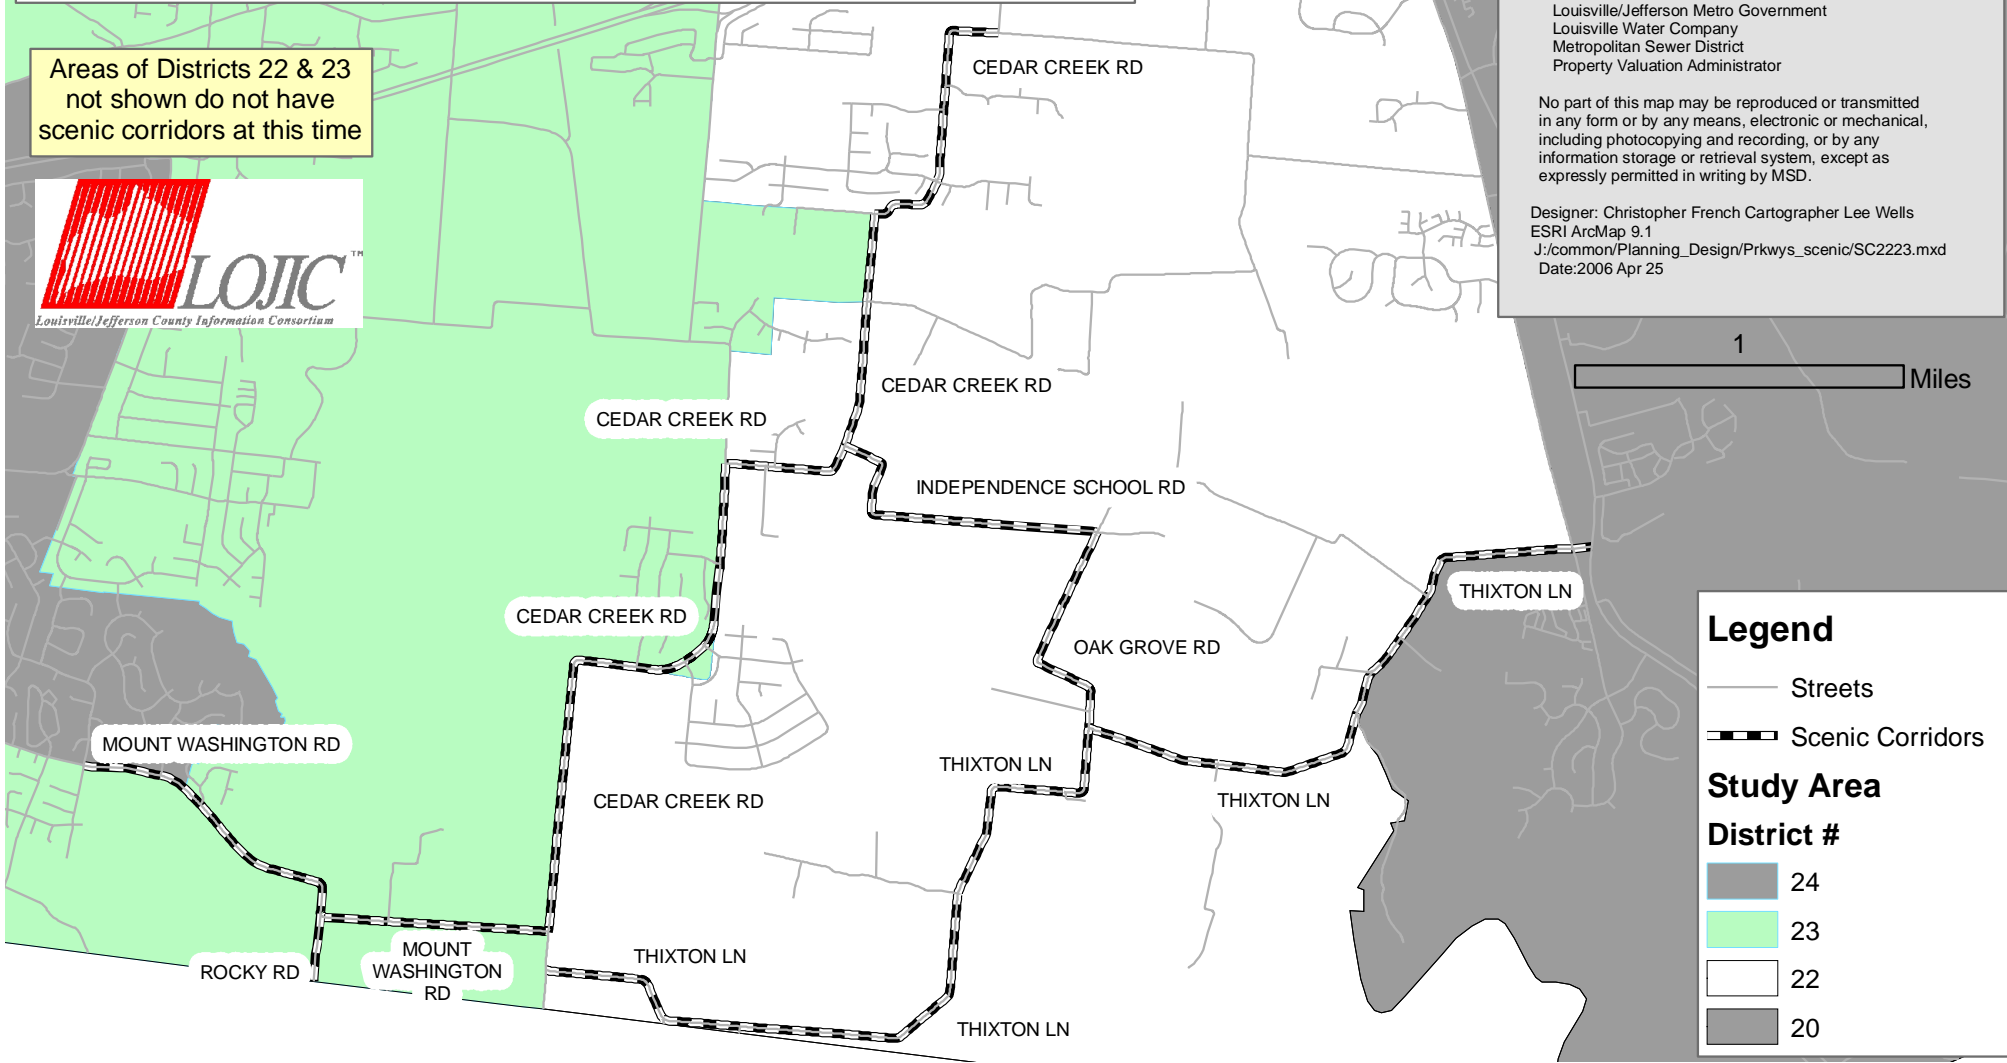 Louisville/Jefferson Metro Government
Louisville Water Company
Metropolitan Sewer District
Property Valuation Administrator
No part of this map may be reproduced or transmitted
in any form or by any means, electronic or mechanical,
including photocopying and recording, or by any
information storage or retrieval system, except as
expressly permitted in writing by MSD.
Designer: Christopher French Cartographer Lee Wells
ESRI ArcMap 9.1
J:/common/Planning_Design/Prkwys_scenic/SC2223.mxd
Date:2006 Apr 25
Areas of Districts 22 & 23
not shown do not have
scenic corridors at this time
LOJIC™
Louisville/Jefferson County Information Consortium
1
Miles
CEDAR CREEK RD
CEDAR CREEK RD
CEDAR CREEK RD
INDEPENDENCE SCHOOL RD
THIXTON LN
CEDAR CREEK RD
OAK GROVE RD
MOUNT WASHINGTON RD
THIXTON LN
CEDAR CREEK RD
THIXTON LN
MOUNT
WASHINGTON
RD
THIXTON LN
ROCKY RD
THIXTON LN
Legend
Streets
Scenic Corridors
Study Area
District #
24
23
22
20